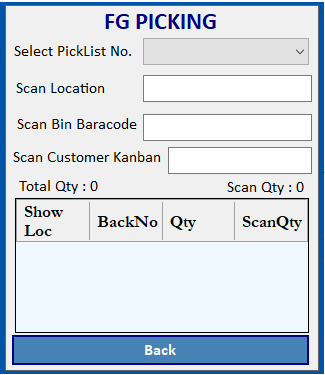 FG PICKING
Select PickList No.
Scan Location
Scan Bin Baracode
Scan Customer Kanban
Total Qty : 0 Scan Qty : 0
Show Loc BackNo Qty ScanQty
Back